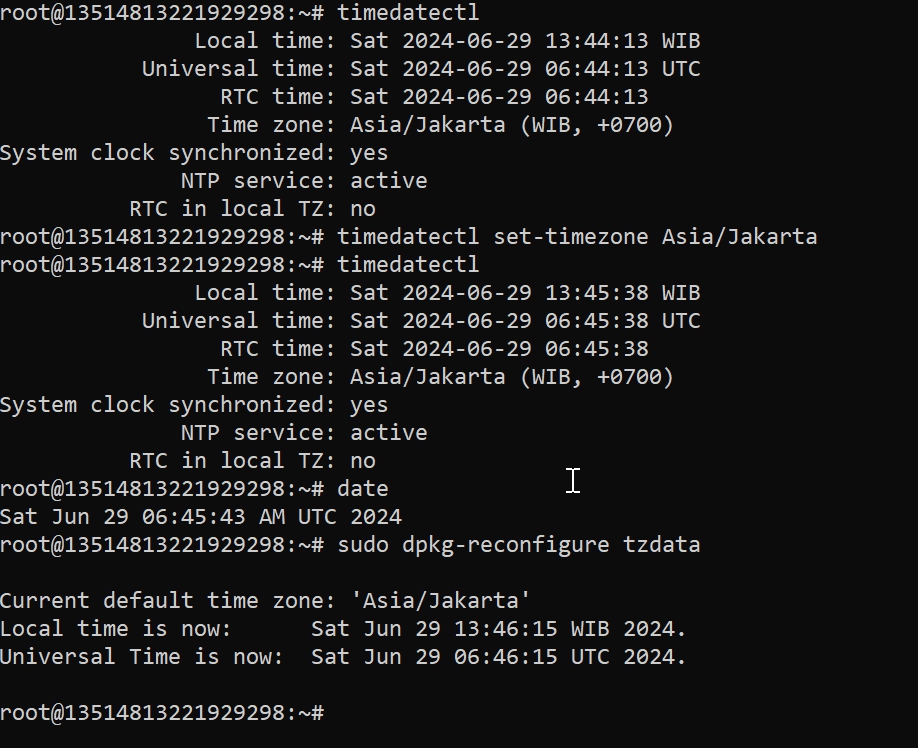 root@13514813221929298:~# timedatectl
Local time: Sat 2024-06-29 13:44:13 WIB
Universal time: Sat 2024-06-29 06:44:13 UTC
RTC time: Sat 2024-06-29 06:44:13
Time zone: Asia/Jakarta (WIB, +0700)
System clock synchronized: yes
NTP service: active
RTC in local TZ: no
root@13514813221929298:~# timedatectl set-timezone Asia/Jakarta
root@13514813221929298:~# timedatectl
Local time: Sat 2024-06-29 13:45:38 WIB
Universal time: Sat 2024-06-29 06:45:38 UTC
RTC time: Sat 2024-06-29 06:45:38
Time zone: Asia/Jakarta (WIB, +0700)
System clock synchronized: yes
NTP service: active
RTC in local TZ: no
root@13514813221929298:~# date
Sat Jun 29 06:45:43 AM UTC 2024
root@13514813221929298:~# sudo dpkg-reconfigure tzdata
Current default time zone: 'Asia/Jakarta'
Local time is now:      Sat Jun 29 13:46:15 WIB 2024.
Universal Time is now:  Sat Jun 29 06:46:15 UTC 2024.
root@13514813221929298:~#